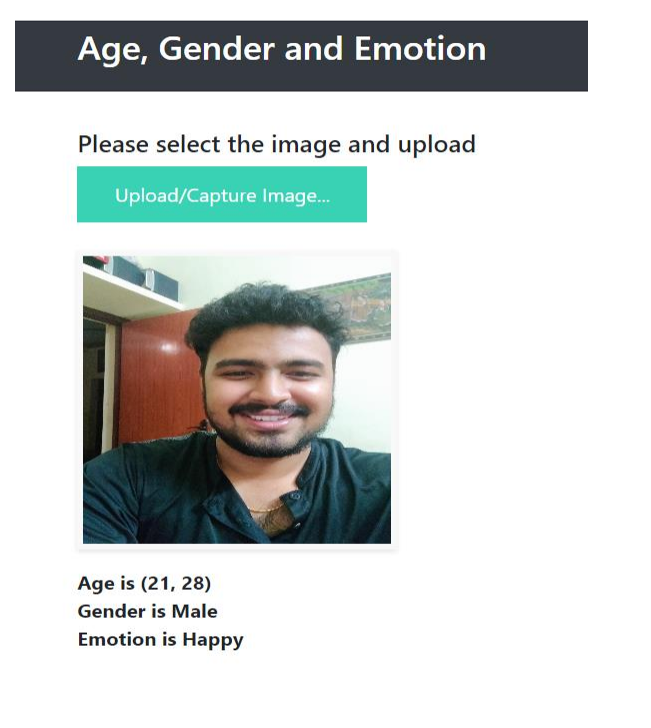 Age, Gender and Emotion
Please select the image and upload
Upload/Capture Image...
Age is (21, 28)
Gender is Male
Emotion is Happy